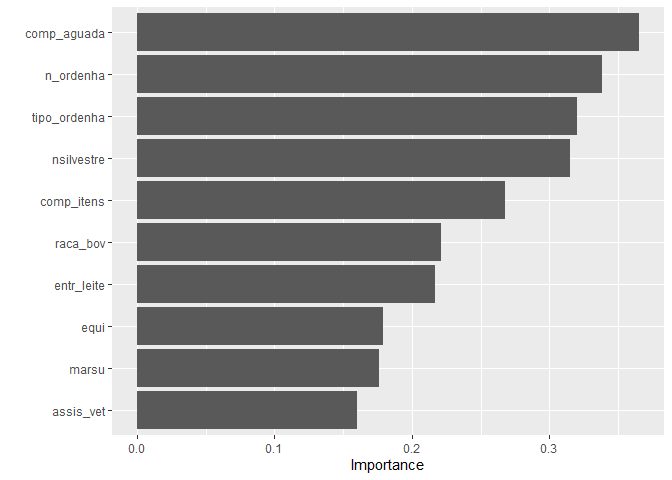 comp_aguada
n_ordenha
tipo_ordenha
nsilvestre
comp_itens
raca_bov
entr_leite
equi
marsu
assis_vet
0.0 0.1 0.2 0.3
Importance